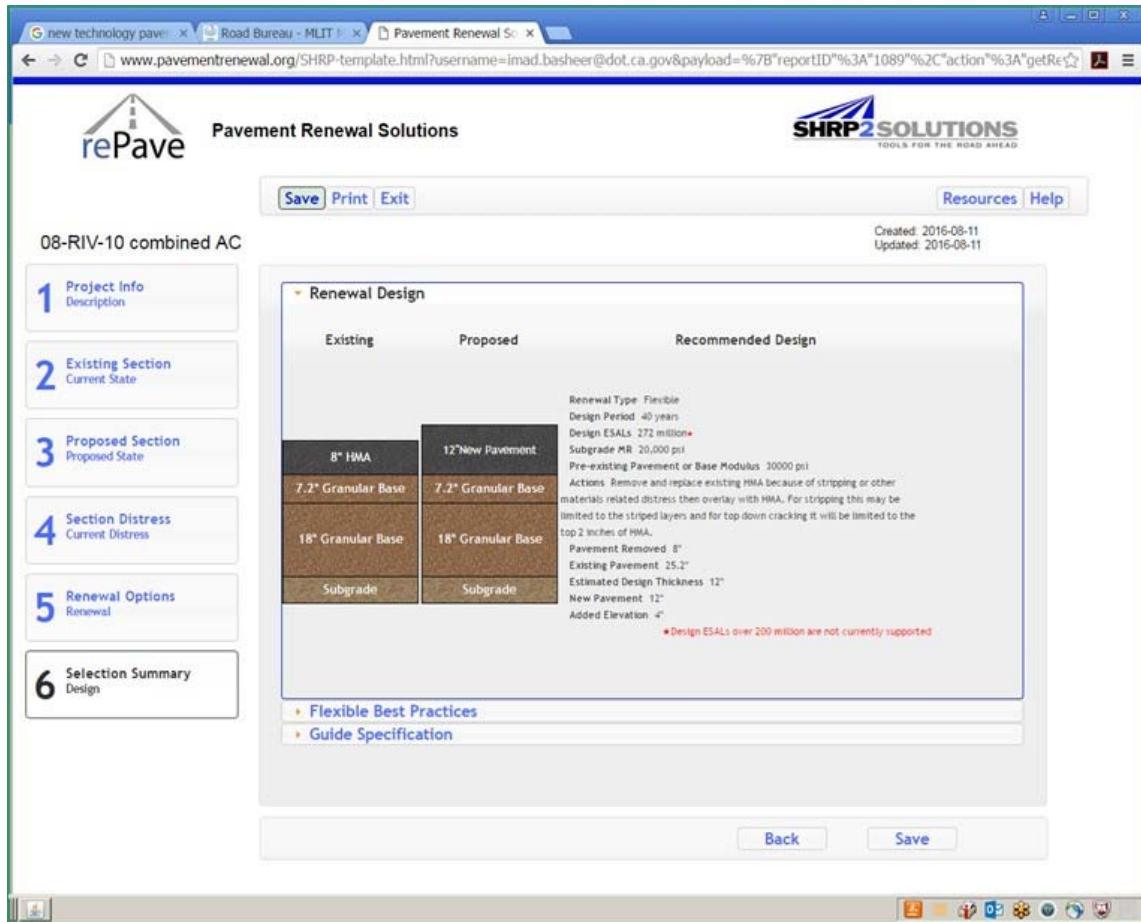 new technology pave
Road Bureau - MLIT
Pavement Renewal So
www.pavementrenewal.org/SHRP-template.html?username=imad.basheer@dot.ca.gov&payload=%7B"reportID"%3A"1089"%2C"action"%3A"getRe
rePave
Pavement Renewal Solutions
SHRP2 SOLUTIONS
TOOLS FOR THE ROAD AHEAD
Save Print Exit
Resources Help
08-RIV-10 combined AC
Created: 2016-08-11
Updated: 2016-08-11
1 Project Info
Description
2 Existing Section
Current State
3 Proposed Section
Proposed State
4 Section Distress
Current Distress
5 Renewal Options
Renewal
6 Selection Summary
Design
Renewal Design
Existing Proposed Recommended Design
8" HMA
7.2" Granular Base
18" Granular Base
Subgrade
12"New Pavement
7.2" Granular Base
18" Granular Base
Subgrade
Renewal Type Flexible
Design Period 40 years
Design ESALs 272 million*
Subgrade MR 20,000 psi
Pre-existing Pavement or Base Modulus 30000 psi
Actions Remove and replace existing HMA because of stripping or other
materials related distress then overlay with HMA. For stripping this may be
limited to the striped layers and for top down cracking it will be limited to the
top 2 inches of HMA.
Pavement Removed 8"
Existing Pavement 25.2"
Estimated Design Thickness 12"
New Pavement 12"
Added Elevation 4"
*Design ESALs over 200 million are not currently supported
Flexible Best Practices
Guide Specification
Back Save